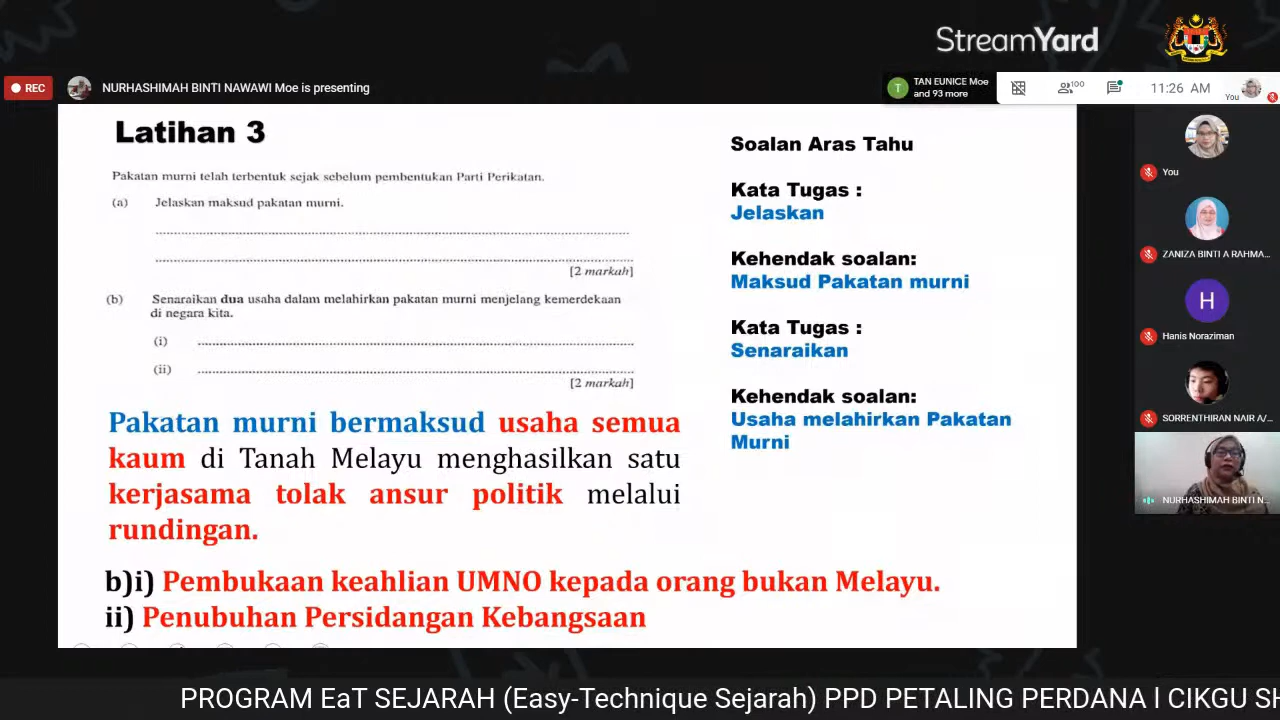 StreamYard
REC
NURHASHIMAH BINTI NAWAWI Moe is presenting
T
TAN EUNICE Moe
and 93 more
100
11:26 AM
You
Latihan 3
Pakatan murni telah terbentuk sejak sebelum pembentukan Parti Perikatan.
(a) Jelaskan maksud pakatan murni.
[2 markah]
(b) Senaraikan dua usaha dalam melahirkan pakatan murni menjelang kemerdekaan
di negara kita.
(i)
(ii)
[2 markah]
Pakatan murni bermaksud usaha semua
kaum di Tanah Melayu menghasilkan satu
kerjasama tolak ansur politik melalui
rundingan.
b)i) Pembukaan keahlian UMNO kepada orang bukan Melayu.
ii) Penubuhan Persidangan Kebangsaan
Soalan Aras Tahu
Kata Tugas :
Jelaskan
Kehendak soalan:
Maksud Pakatan murni
Kata Tugas :
Senaraikan
Kehendak soalan:
Usaha melahirkan Pakatan
Murni
You
ZANIZA BINTI A RAHMA...
H
Hanis Noraziman
SORRENTHIRAN NAIR A/...
NURHASHIMAH BINTI N...
PROGRAM EaT SEJARAH (Easy-Technique Sejarah) PPD PETALING PERDANA l CIKGU SH